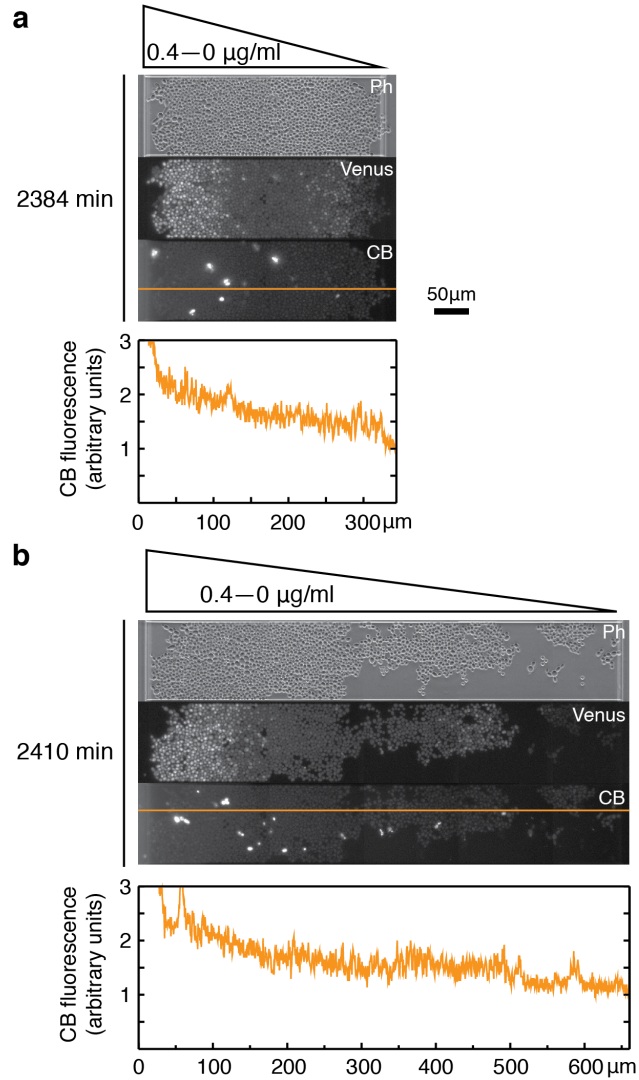 a
0.4—0 µg/ml
Ph
Venus
2384 min
CB
50µm
CB fluorescence
(arbitrary units)
3
2
1
0
100
200
300µm
b
0.4—0 µg/ml
Ph
Venus
2410 min
CB
CB fluorescence
(arbitrary units)
3
2
1
0
100
200
300
400
500
600 µm